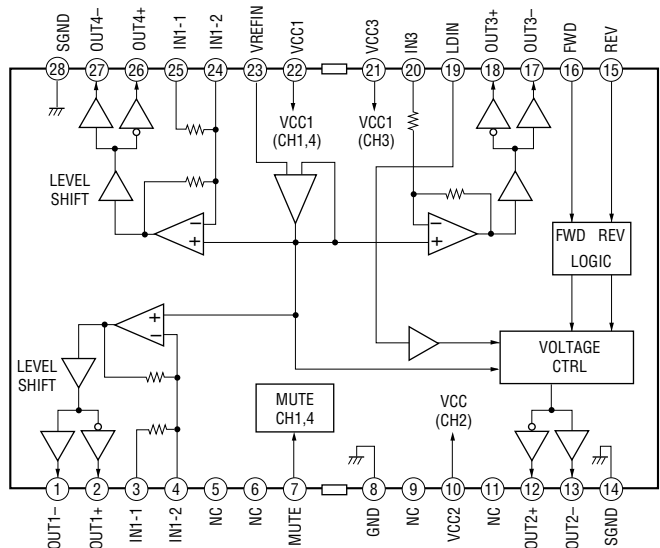 SGND OUT4− OUT4+ IN1-1 IN1-2 VREFIN VCC1 VCC3 IN3 LDIN OUT3+ OUT3− FWD REV
28 27 26 25 24 23 22 21 20 19 18 17 16 15
VCC1
(CH1,4)
VCC1
(CH3)
LEVEL
SHIFT
−
+
−
+
FWD REV
LOGIC
+
−
LEVEL
SHIFT
VOLTAGE
CTRL
MUTE
CH1,4
VCC
(CH2)
1 2 3 4 5 6 7 8 9 10 11 12 13 14
OUT1− OUT1+ IN1-1 IN1-2 NC NC MUTE GND NC VCC2 NC OUT2+ OUT2− SGND